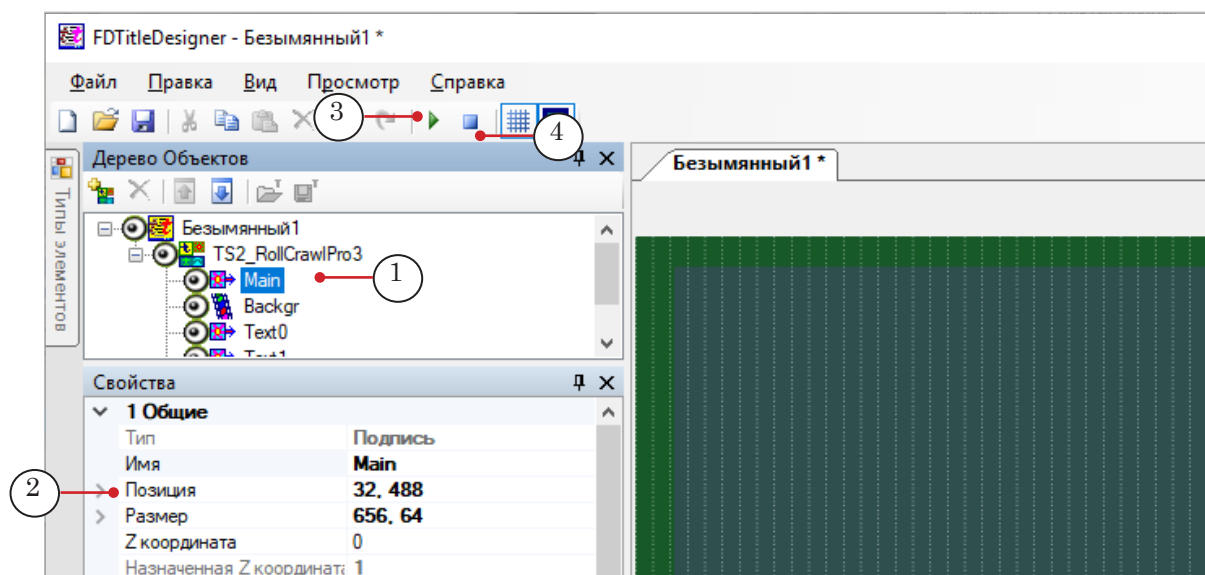 FDTitleDesigner - Безымянный1 *
Файл Правка Вид Просмотр Справка
3
4
Дерево Объектов
Безымянный1 *
Типы элементов
Безымянный1
TS2_RollCrawlPro3
Main
1
Backgr
Text0
Text1
Свойства
1 Общие
Тип Подпись
Имя Main
2
Позиция 32, 488
Размер 656, 64
Z координата 0
Назначенная Z координата 1